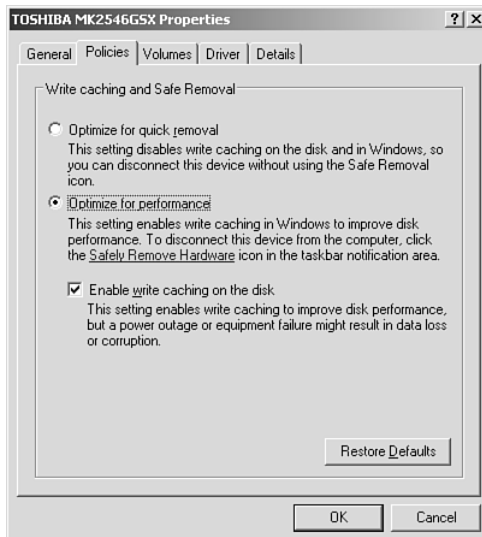 TOSHIBA MK2546GSX Properties
General Policies Volumes Driver Details
Write caching and Safe Removal
Optimize for quick removal
This setting disables write caching on the disk and in Windows, so
you can disconnect this device without using the Safe Removal
icon.
Optimize for performance
This setting enables write caching in Windows to improve disk
performance. To disconnect this device from the computer, click
the Safely Remove Hardware icon in the taskbar notification area.
Enable write caching on the disk
This setting enables write caching to improve disk performance,
but a power outage or equipment failure might result in data loss
or corruption.
Restore Defaults
OK Cancel